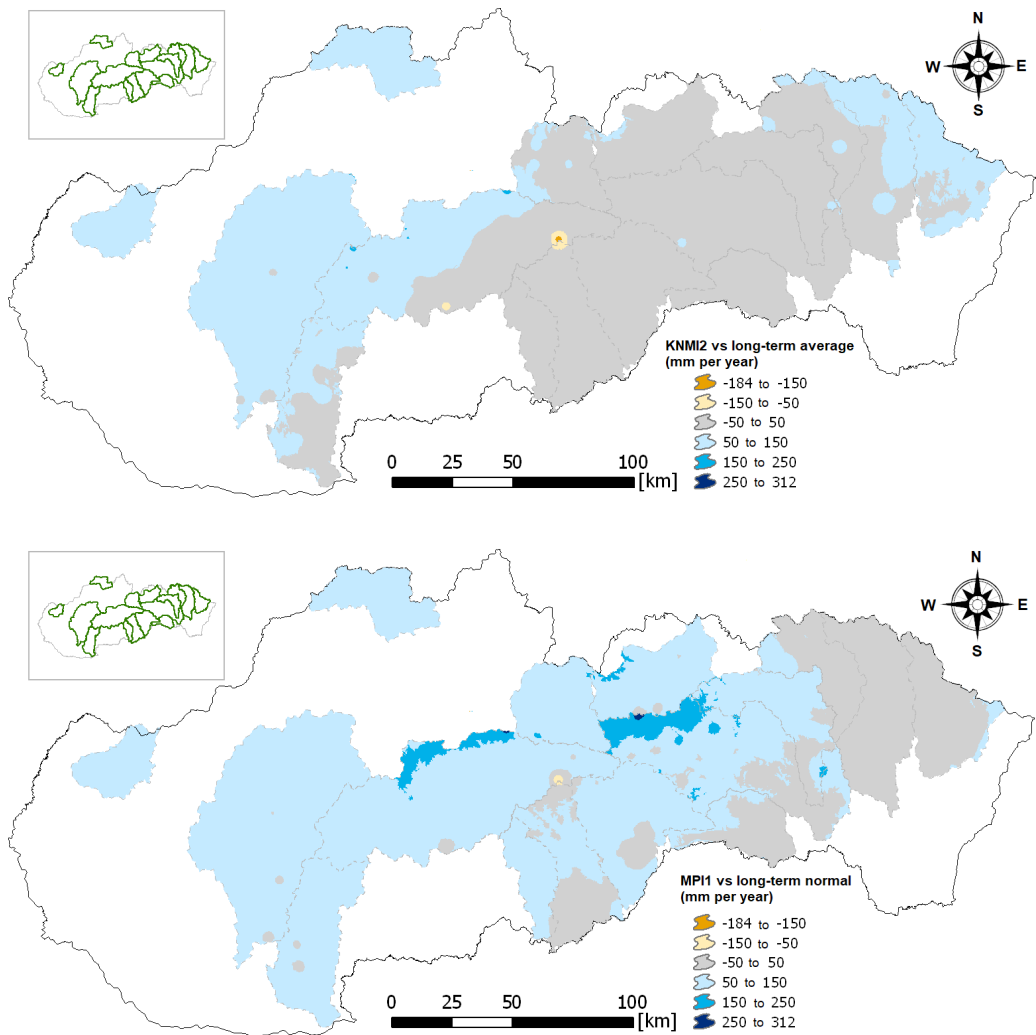 N
W E
S
KNMI2 vs long-term average
(mm per year)
-184 to -150
-150 to -50
-50 to 50
50 to 150
150 to 250
250 to 312
0 25 50 100
[km]
N
W E
S
MPI1 vs long-term normal
(mm per year)
-184 to -150
-150 to -50
-50 to 50
50 to 150
150 to 250
250 to 312
0 25 50 100
[km]